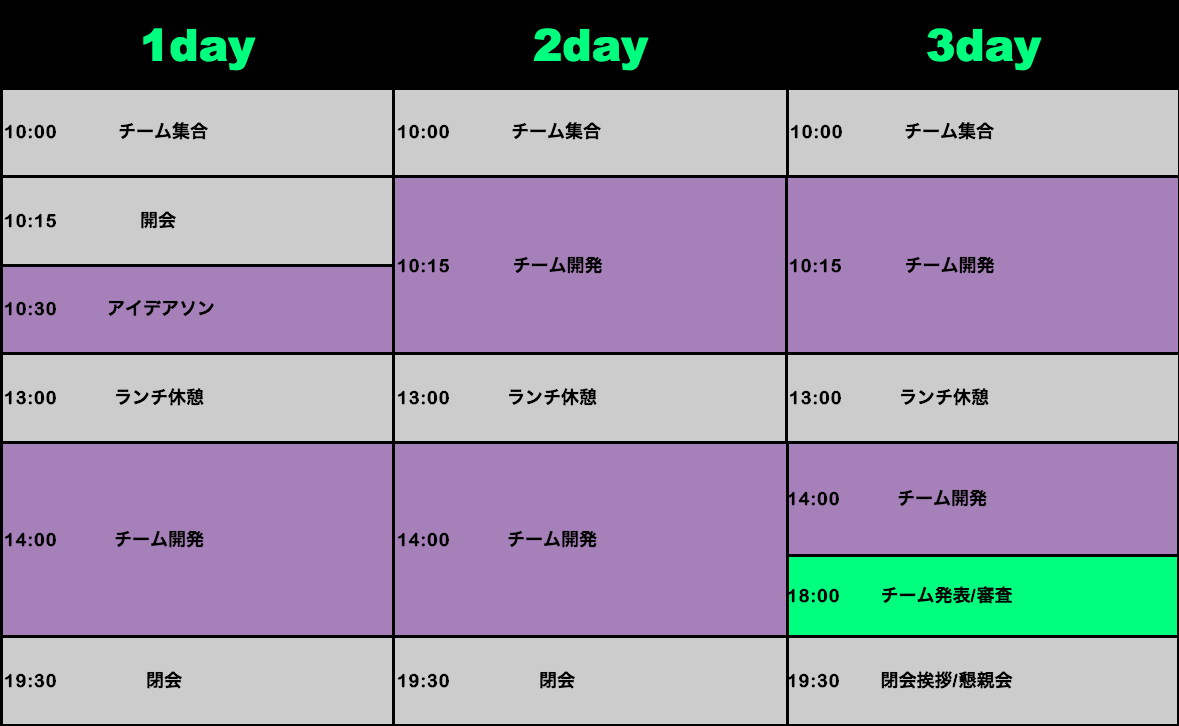 1day 2day 3day
10:00 チーム集合 10:00 チーム集合 10:00 チーム集合
10:15 開会 10:15 チーム開発 10:15 チーム開発
10:30 アイデアソン
13:00 ランチ休憩 13:00 ランチ休憩 13:00 ランチ休憩
14:00 チーム開発 14:00 チーム開発 14:00 チーム開発
18:00 チーム発表/審査
19:30 閉会 19:30 閉会 19:30 閉会挨拶/懇親会